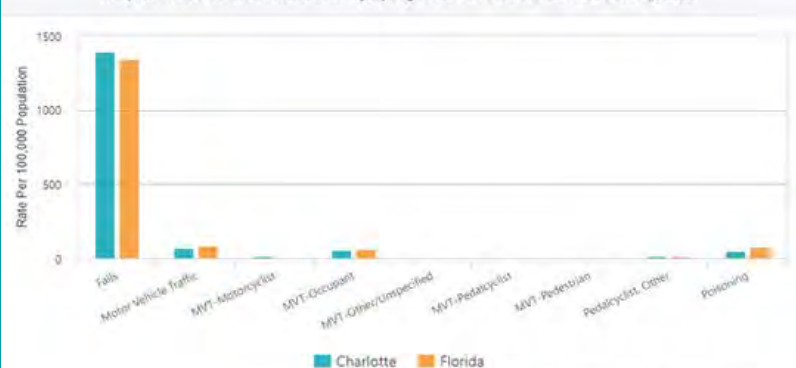 1500
1000
500
0
Rate Per 100,000 Population
Falls
Motor Vehicle Traffic
MVT-Motorcyclist
MVT-Occupant
MVT-Other/Unspecified
MVT-Pedalcyclist
MVT-Pedestrian
Pedalcyclist, Other
Poisoning
Charlotte
Florida